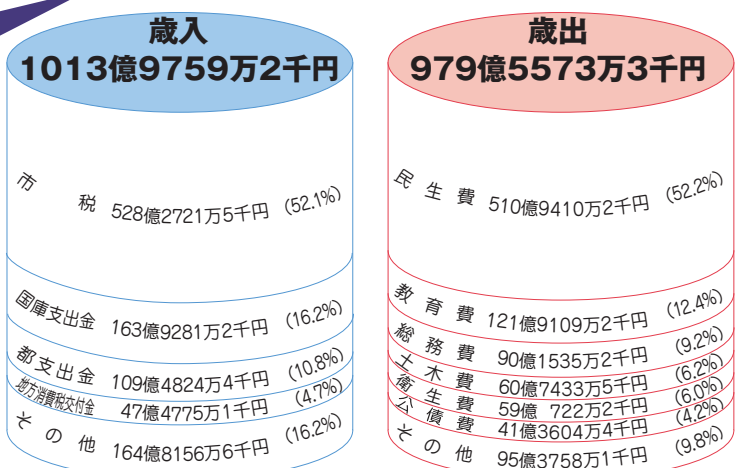 歳入
1013億9759万2千円
市税 528億2721万5千円 (52.1%)
国庫支出金 163億9281万2千円 (16.2%)
都支出金 109億4824万4千円 (10.8%)
地方消費税交付金 47億4775万1千円 (4.7%)
その他 164億8156万6千円 (16.2%)
歳出
979億5573万3千円
民生費 510億9410万2千円 (52.2%)
教育費 121億9109万2千円 (12.4%)
総務費 90億1535万2千円 (9.2%)
土木費 60億7433万5千円 (6.2%)
衛生費 59億 722万2千円 (6.0%)
公債費 41億3604万4千円 (4.2%)
その他 95億3758万1千円 (9.8%)